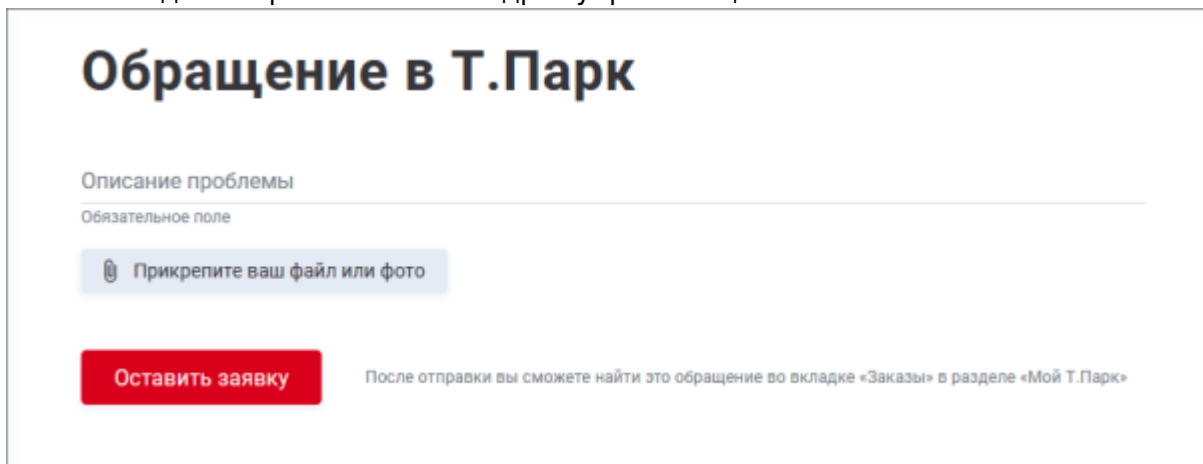 Обращение в Т.Парк
Описание проблемы
Обязательное поле
Прикрепите ваш файл или фото
Оставить заявку
После отправки вы сможете найти это обращение во вкладке «Заказы» в разделе «Мой Т.Парк»